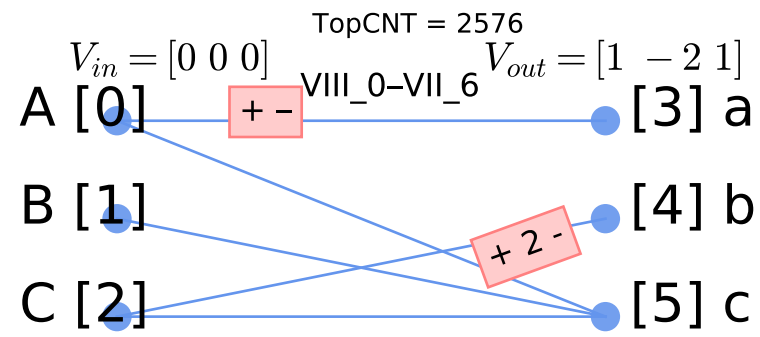 TopCNT = 2576
V_in = [0 0 0]
V_out = [1 − 2 1]
VIII_0–VII_6
A [0]
+ −
[3] a
B [1]
[4] b
+ 2 -
C [2]
[5] c